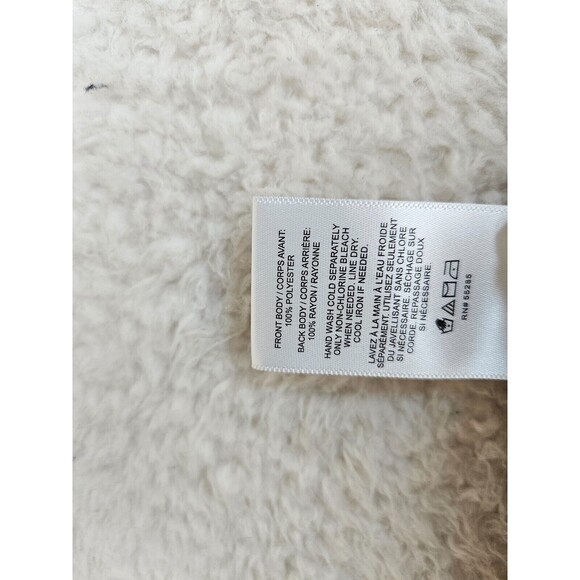 FRONT BODY / CORPS AVANT:
100% POLYESTER
BACK BODY / CORPS ARRIÈRE:
100% RAYON / RAYONNE
HAND WASH COLD SEPARATELY
ONLY NON-CHLORINE BLEACH
WHEN NEEDED. LINE DRY.
COOL IRON IF NEEDED.
LAVEZ À LA MAIN À L'EAU FROIDE
SÉPARÉMENT. UTILISEZ SEULEMENT
DU JAVELLISANT SANS CHLORE
SI NÉCESSAIRE. SÉCHAGE SUR
CORDE. REPASSAGE DOUX
SI NÉCESSAIRE.
RN# 55285